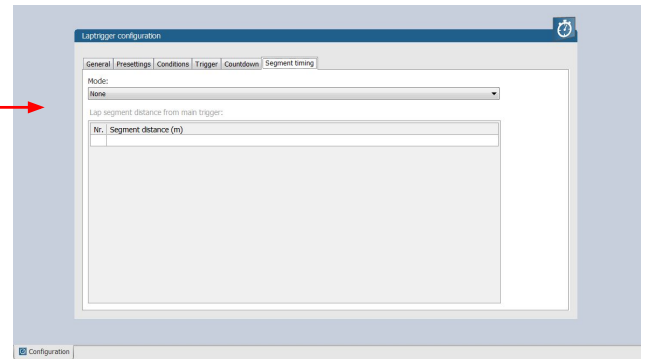 Laptrigger configuration
General Presettings Conditions Trigger Countdown Segment timing
Mode:
None
Lap segment distance from main trigger:
Nr. Segment distance (m)
Configuration